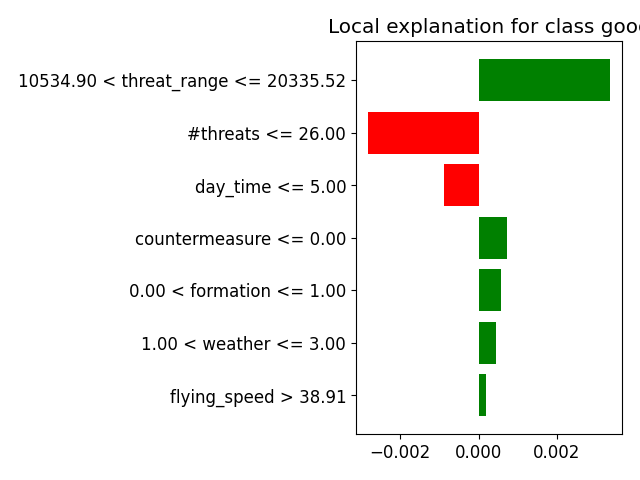 Local explanation for class goo
10534.90 < threat_range <= 20335.52
#threats <= 26.00
day_time <= 5.00
countermeasure <= 0.00
0.00 < formation <= 1.00
1.00 < weather <= 3.00
flying_speed > 38.91
−0.002 0.000 0.002